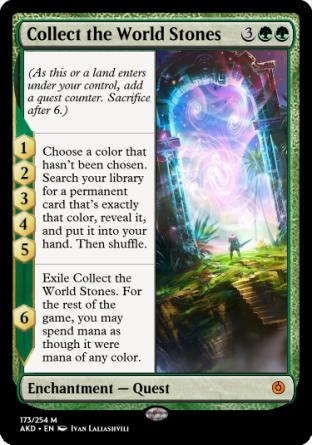 Collect the World Stones 3
(As this or a land enters
under your control, add
a quest counter. Sacrifice
after 6.)
1
2
3
4
5
Choose a color that
hasn't been chosen.
Search your library
for a permanent
card that's exactly
that color, reveal it,
and put it into your
hand. Then shuffle.
6
Exile Collect the
World Stones. For
the rest of the
game, you may
spend mana as
though it were
mana of any color.
Enchantment — Quest
173/254 M
AKD • EN Ivan Laliashvili